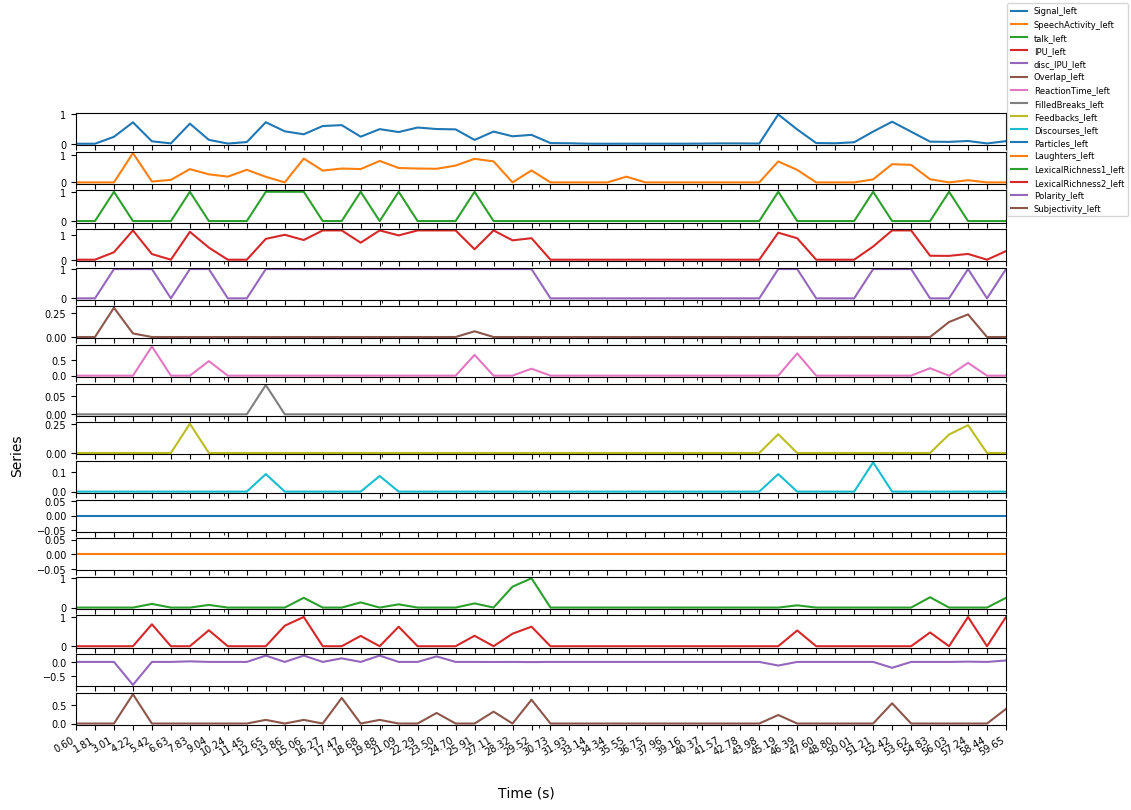 Signal_left
SpeechActivity_left
talk_left
IPU_left
disc_IPU_left
Overlap_left
ReactionTime_left
FilledBreaks_left
Feedbacks_left
Discourses_left
Particles_left
Laughters_left
LexicalRichness1_left
LexicalRichness2_left
Polarity_left
Subjectivity_left
1
0
1
0
1
0
1
0
1
0
0.25
0.00
0.5
0.0
0.05
0.00
0.25
0.00
0.1
0.0
0.05
0.00
−0.05
0.05
0.00
−0.05
1
0
1
0
0.0
−0.5
0.5
0.0
Series
0.60 1.81 3.01 4.22 5.42 6.63 7.83 9.04 10.24 11.45 12.65 13.86 15.06 16.27 17.47 18.68 19.88 21.09 22.29 23.50 24.70 25.91 27.11 28.32 29.52 30.73 31.93 33.14 34.34 35.55 36.75 37.96 39.16 40.37 41.57 42.78 43.98 45.19 46.39 47.60 48.80 50.01 51.21 52.42 53.62 54.83 56.03 57.24 58.44 59.65
Time (s)